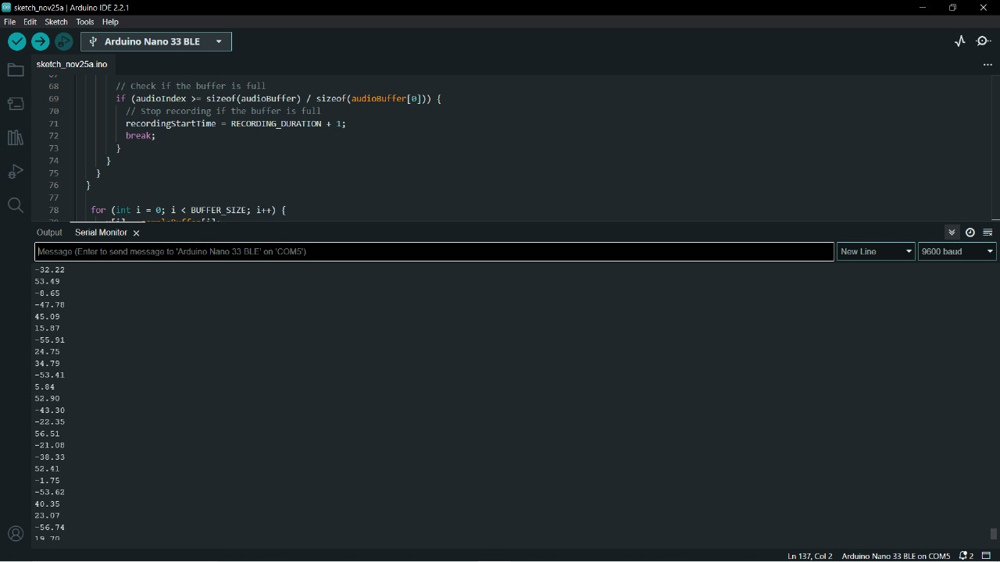 sketch_nov25a | Arduino IDE 2.2.1
File Edit Sketch Tools Help
Arduino Nano 33 BLE
sketch_nov25a.ino
67
68 // Check if the buffer is full
69 if (audioIndex >= sizeof(audioBuffer) / sizeof(audioBuffer[0])) {
70 // Stop recording if the buffer is full
71 recordingStartTime = RECORDING_DURATION + 1;
72 break;
73 }
74 }
75 }
76 }
77
78 for (int i = 0; i < BUFFER_SIZE; i++) {
Output Serial Monitor
Message (Enter to send message to 'Arduino Nano 33 BLE' on 'COM5') New Line 9600 baud
-32.22
53.49
-8.65
-47.78
45.09
15.87
-55.91
24.75
34.79
-53.41
5.84
52.90
-43.30
-22.35
56.51
-21.08
-38.33
52.41
-1.75
-53.62
40.35
23.07
-56.74
19.70
Ln 137, Col 2 Arduino Nano 33 BLE on COM5 2